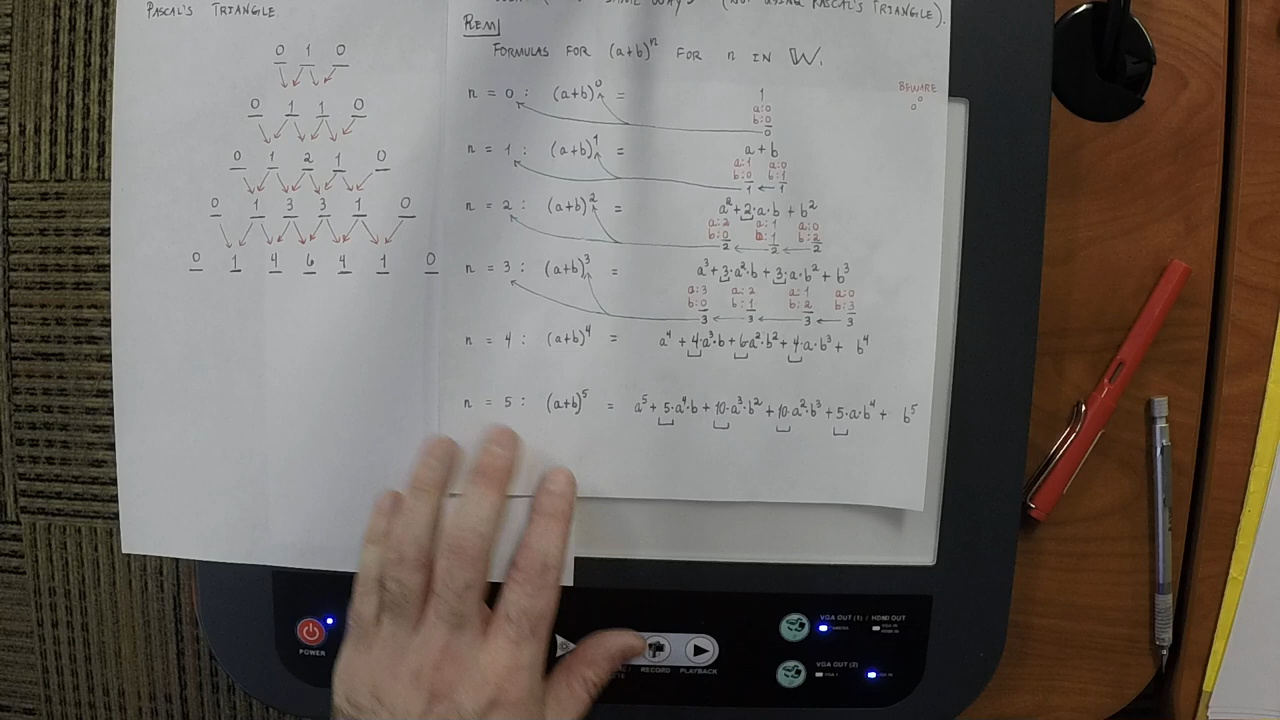 PASCAL'S TRIANGLE
0 1 0
0 1 1 0
0 1 2 1 0
0 1 3 3 1 0
0 1 4 6 4 1 0
SAME WAY (NOT USING PASCAL'S TRIANGLE).
REM
FORMULAS FOR (a+b)^n FOR n IN 𝕎.
BEWARE
n = 0 : (a+b)^0 = 1
a:0
b:0
0
n = 1 : (a+b)^1 = a + b
a:1 a:0
b:0 b:1
1 ← 1
n = 2 : (a+b)^2 = a^2 + 2·a·b + b^2
a:2 a:1 a:0
b:0 b:1 b:2
2 ← 2 ← 2
n = 3 : (a+b)^3 = a^3 + 3·a^2·b + 3·a·b^2 + b^3
a:3 a:2 a:1 a:0
b:0 b:1 b:2 b:3
3 ← 3 ← 3 ← 3
n = 4 : (a+b)^4 = a^4 + 4·a^3·b + 6·a^2·b^2 + 4·a·b^3 + b^4
n = 5 : (a+b)^5 = a^5 + 5·a^4·b + 10·a^3·b^2 + 10·a^2·b^3 + 5·a·b^4 + b^5
POWER
RECORD PLAYBACK
VGA OUT (1) / HDMI OUT
VGA OUT (2)